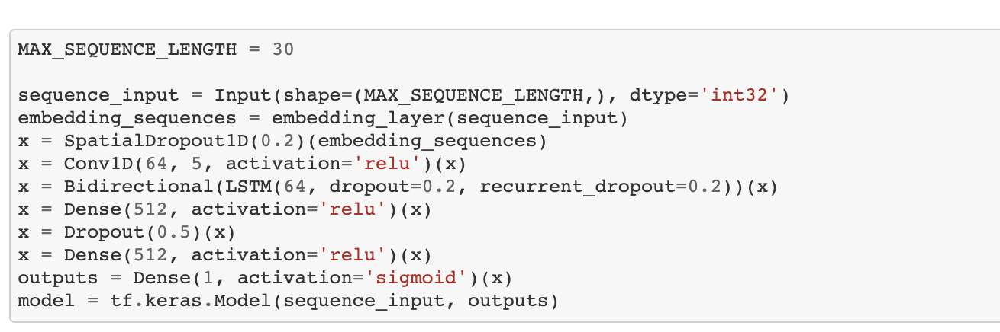 MAX_SEQUENCE_LENGTH = 30
sequence_input = Input(shape=(MAX_SEQUENCE_LENGTH,), dtype='int32')
embedding_sequences = embedding_layer(sequence_input)
x = SpatialDropout1D(0.2)(embedding_sequences)
x = Conv1D(64, 5, activation='relu')(x)
x = Bidirectional(LSTM(64, dropout=0.2, recurrent_dropout=0.2))(x)
x = Dense(512, activation='relu')(x)
x = Dropout(0.5)(x)
x = Dense(512, activation='relu')(x)
outputs = Dense(1, activation='sigmoid')(x)
model = tf.keras.Model(sequence_input, outputs)